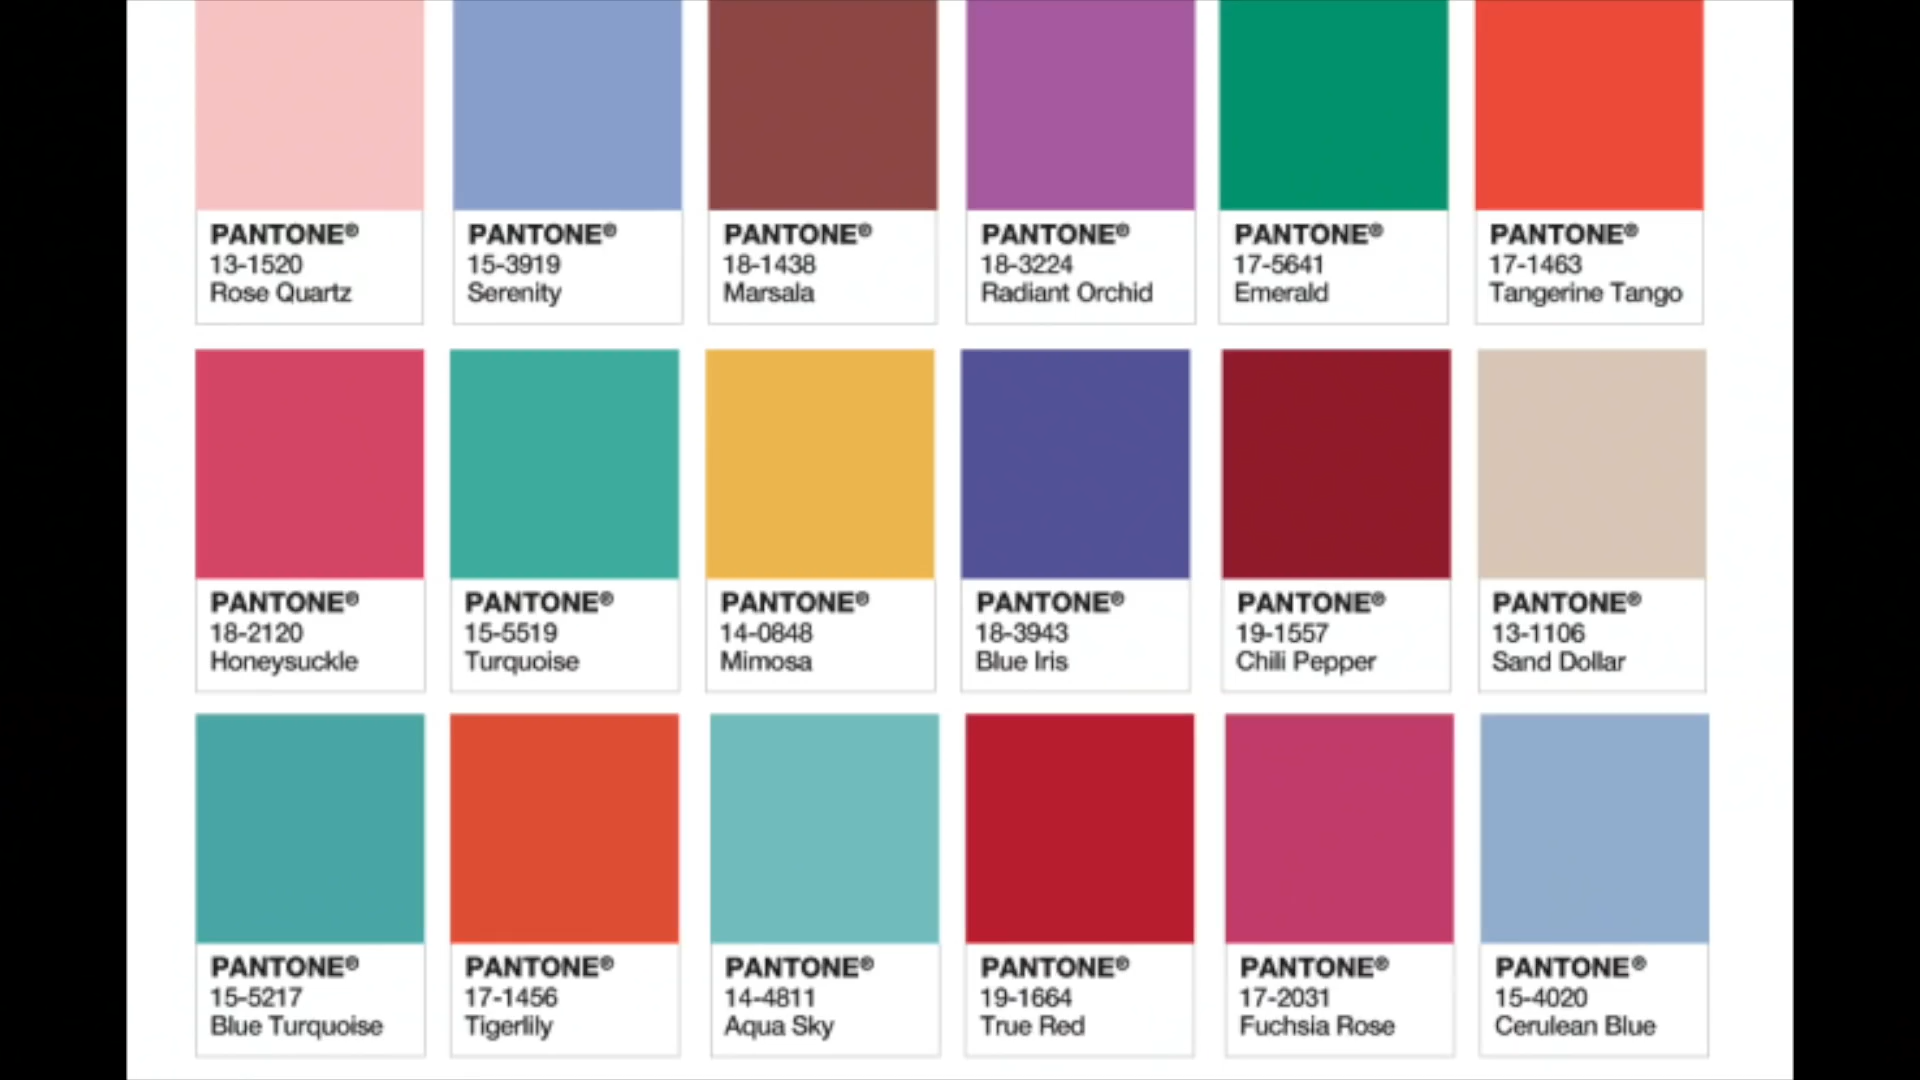 PANTONE®
13-1520
Rose Quartz
PANTONE®
15-3919
Serenity
PANTONE®
18-1438
Marsala
PANTONE®
18-3224
Radiant Orchid
PANTONE®
17-5641
Emerald
PANTONE®
17-1463
Tangerine Tango
PANTONE®
18-2120
Honeysuckle
PANTONE®
15-5519
Turquoise
PANTONE®
14-0848
Mimosa
PANTONE®
18-3943
Blue Iris
PANTONE®
19-1557
Chili Pepper
PANTONE®
13-1106
Sand Dollar
PANTONE®
15-5217
Blue Turquoise
PANTONE®
17-1456
Tigerlily
PANTONE®
14-4811
Aqua Sky
PANTONE®
19-1664
True Red
PANTONE®
17-2031
Fuchsia Rose
PANTONE®
15-4020
Cerulean Blue